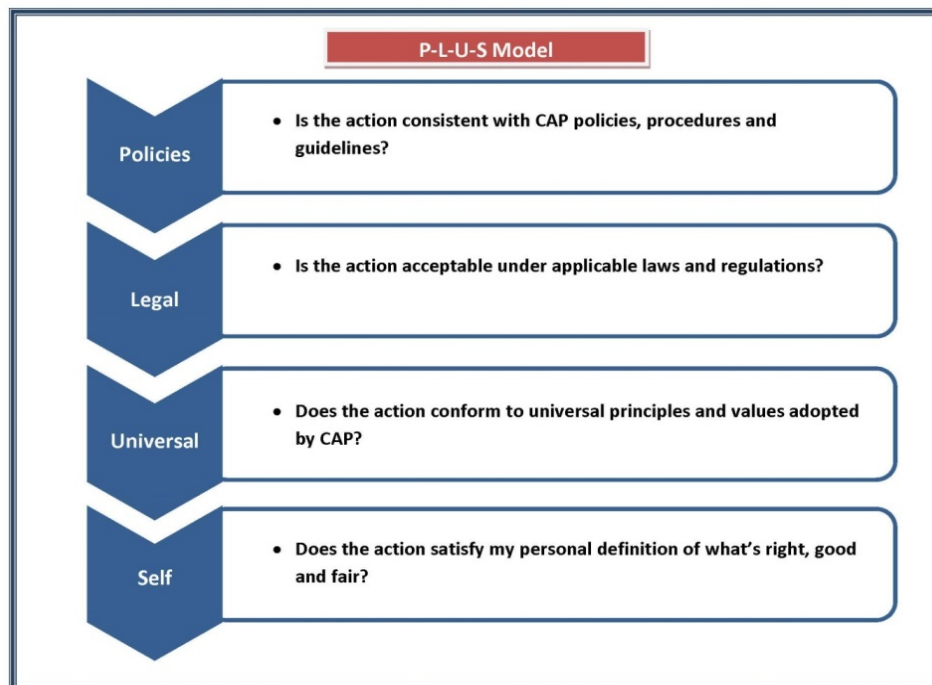 P-L-U-S Model
Policies
• Is the action consistent with CAP policies, procedures and
guidelines?
Legal
• Is the action acceptable under applicable laws and regulations?
Universal
• Does the action conform to universal principles and values adopted
by CAP?
Self
• Does the action satisfy my personal definition of what’s right, good
and fair?